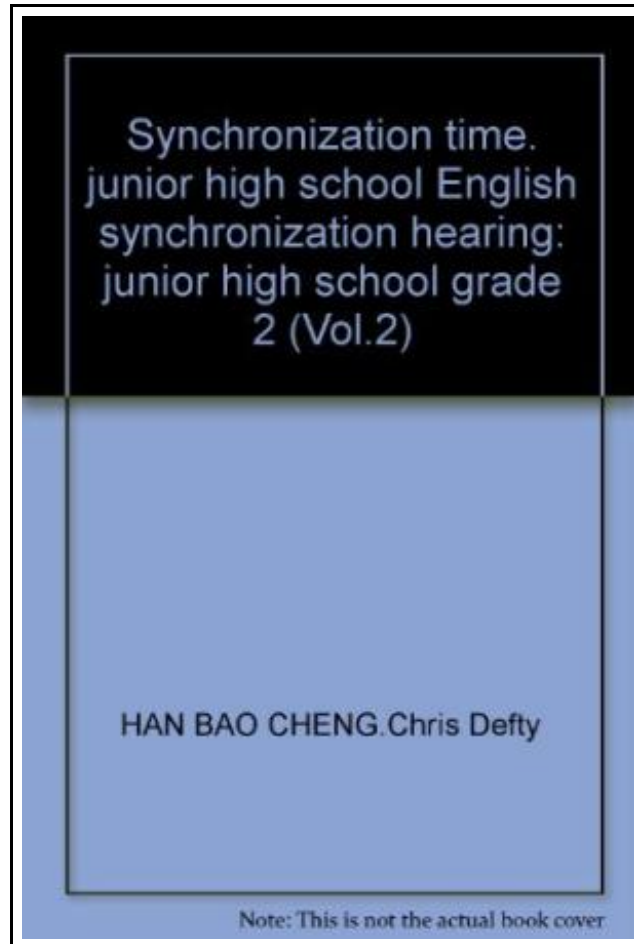 Synchronization time.
junior high school English
synchronization hearing:
junior high school grade
2 (Vol.2)
HAN BAO CHENG.Chris Defty
Note: This is not the actual book cover